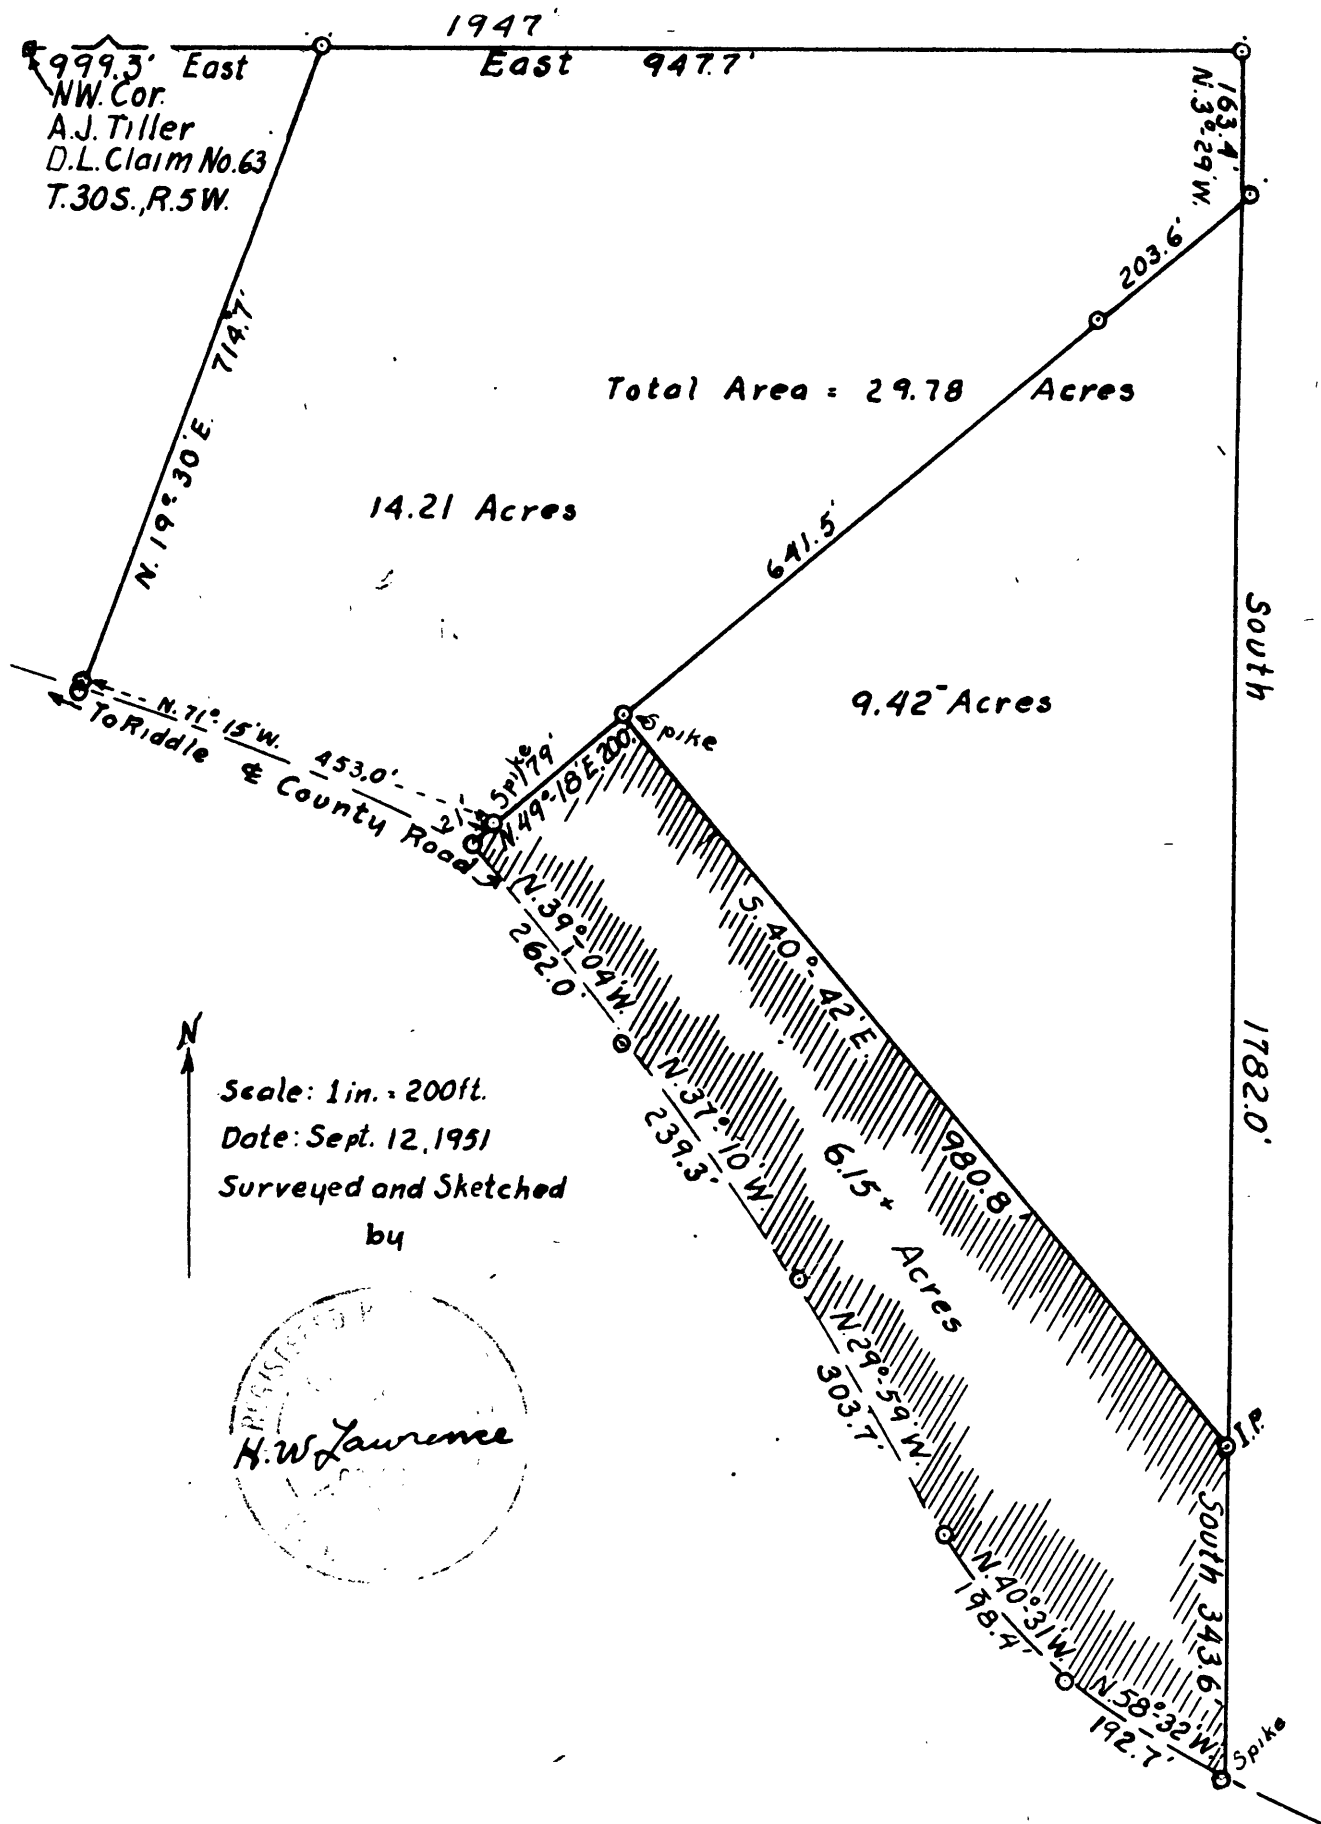 1947'
999.3' East
East 947.7'
NW. Cor.
A.J. Tiller
D.L. Claim No.63
T.30S., R.5W.
163.4'
N.3°-29'W.
203.6'
N.19°-30'E. 714.7'
Total Area = 29.78 Acres
14.21 Acres
641.5'
South 1782.0'
9.42- Acres
Spike
N.71°-15'W. 453.0'
To Riddle ℄ County Road
21'
Spike 179'
N.49°-18'E. 200'
N.39°-04'W.
262.0'
S.40°-42'E. 980.8'
N
Scale: 1 in. = 200ft.
Date: Sept. 12, 1951
Surveyed and Sketched
by
REGISTERED
H.W. Lawrence
N.37°-10'W.
239.3'
6.15+ Acres
N.29°-59'W.
303.7'
I.P.
South 343.6'
N.40°-31'W.
198.4'
N.58°-32'W.
192.7'
Spike